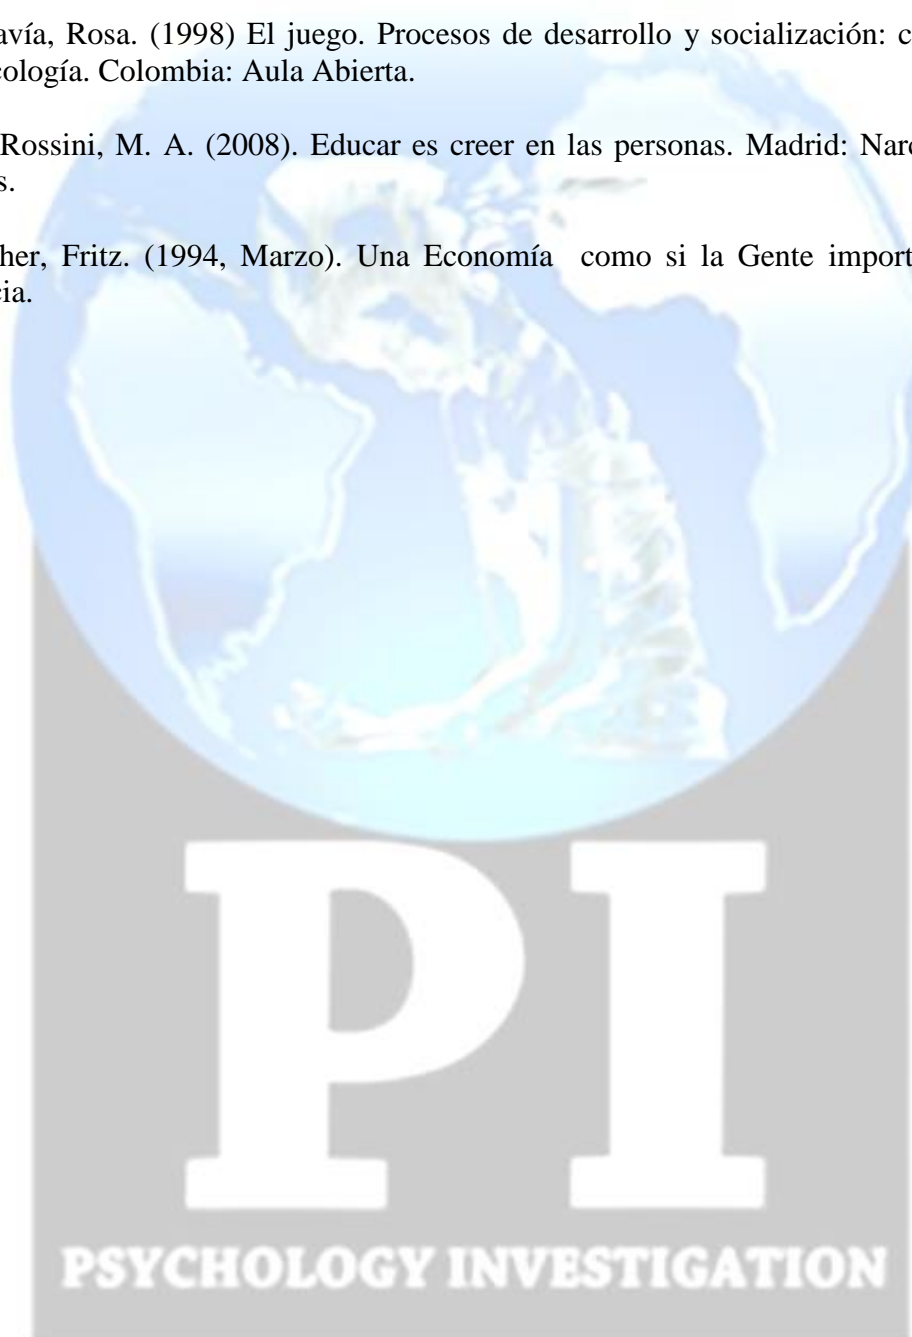 avía, Rosa. (1998) El juego. Procesos de desarrollo y socialización: c
cología. Colombia: Aula Abierta.
Rossini, M. A. (2008). Educar es creer en las personas. Madrid: Narc
s.
her, Fritz. (1994, Marzo). Una Economía como si la Gente import
cia.
PI
PSYCHOLOGY INVESTIGATION